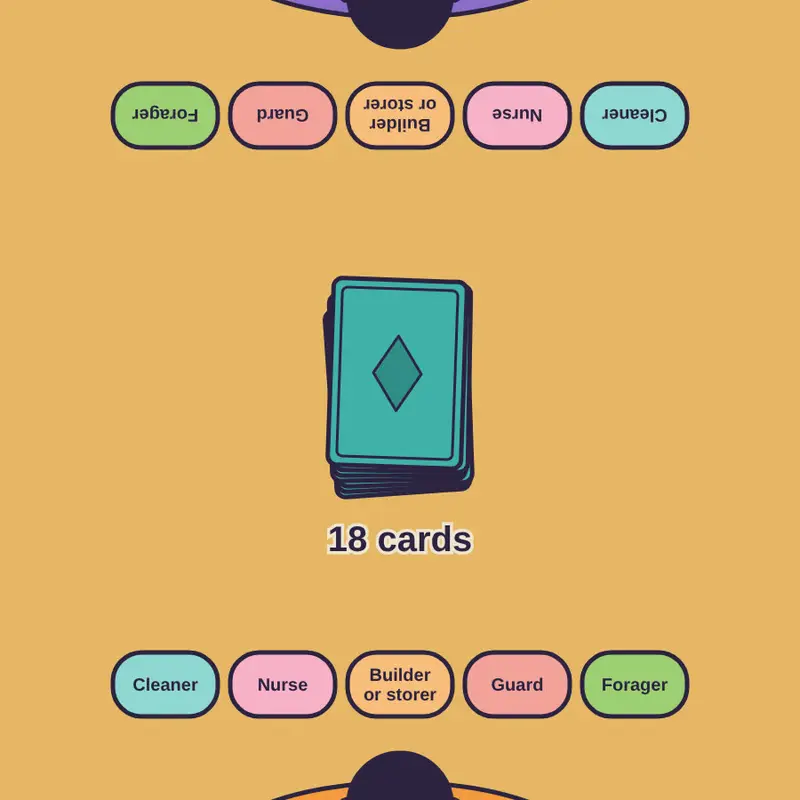 Forager
Guard
Builder
or storer
Nurse
Cleaner
18 cards
Cleaner
Nurse
Builder
or storer
Guard
Forager